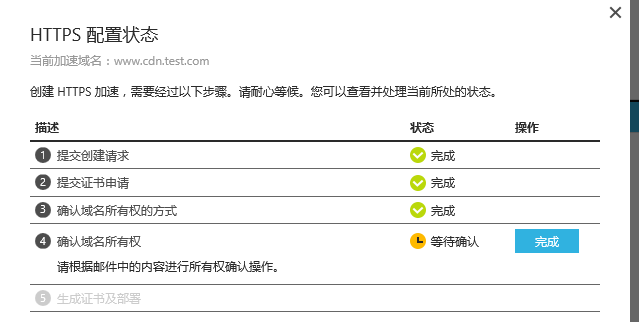 HTTPS 配置状态
当前加速域名：www.cdn.test.com
创建 HTTPS 加速，需要经过以下步骤。请耐心等候。您可以查看并处理当前所处的状态。
描述 状态 操作
1 提交创建请求 完成
2 提交证书申请 完成
3 确认域名所有权的方式 完成
4 确认域名所有权 等待确认 完成
请根据邮件中的内容进行所有权确认操作。
5 生成证书及部署